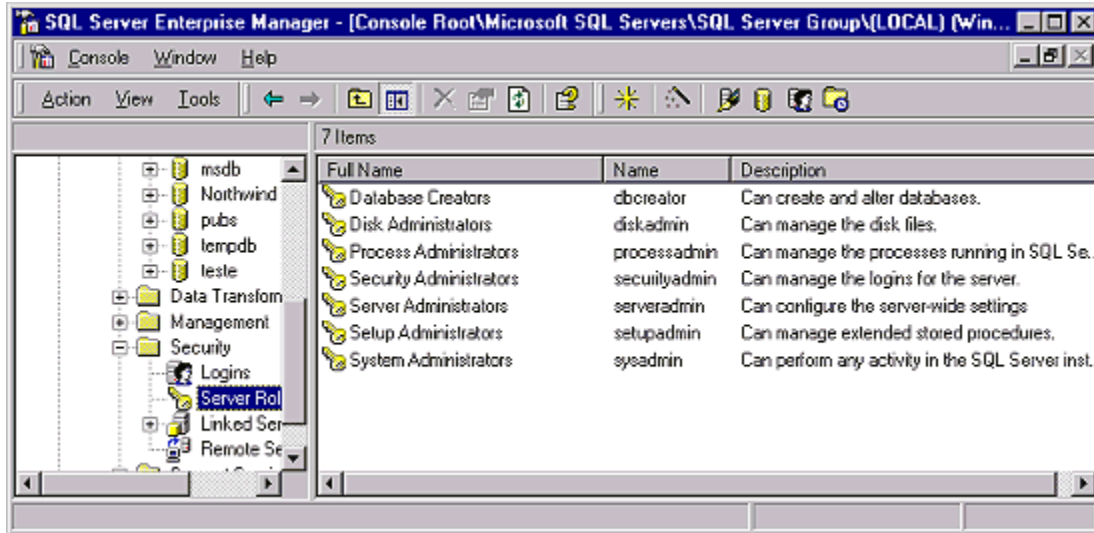 SQL Server Enterprise Manager - [Console Root\Microsoft SQL Servers\SQL Server Group\(LOCAL) (Win...
Console Window Help
Action View Tools
7 Items
Full Name Name Description
msdb
Northwind
pubs
tempdb
teste
Data Transform
Management
Security
Logins
Server Rol
Linked Ser
Remote Se
Database Creators dbcreator Can create and alter databases.
Disk Administrators diskadmin Can manage the disk files.
Process Administrators processadmin Can manage the processes running in SQL Se..
Security Administrators securityadmin Can manage the logins for the server.
Server Administrators serveradmin Can configure the server-wide settings
Setup Administrators setupadmin Can manage extended stored procedures.
System Administrators sysadmin Can perform any activity in the SQL Server inst.